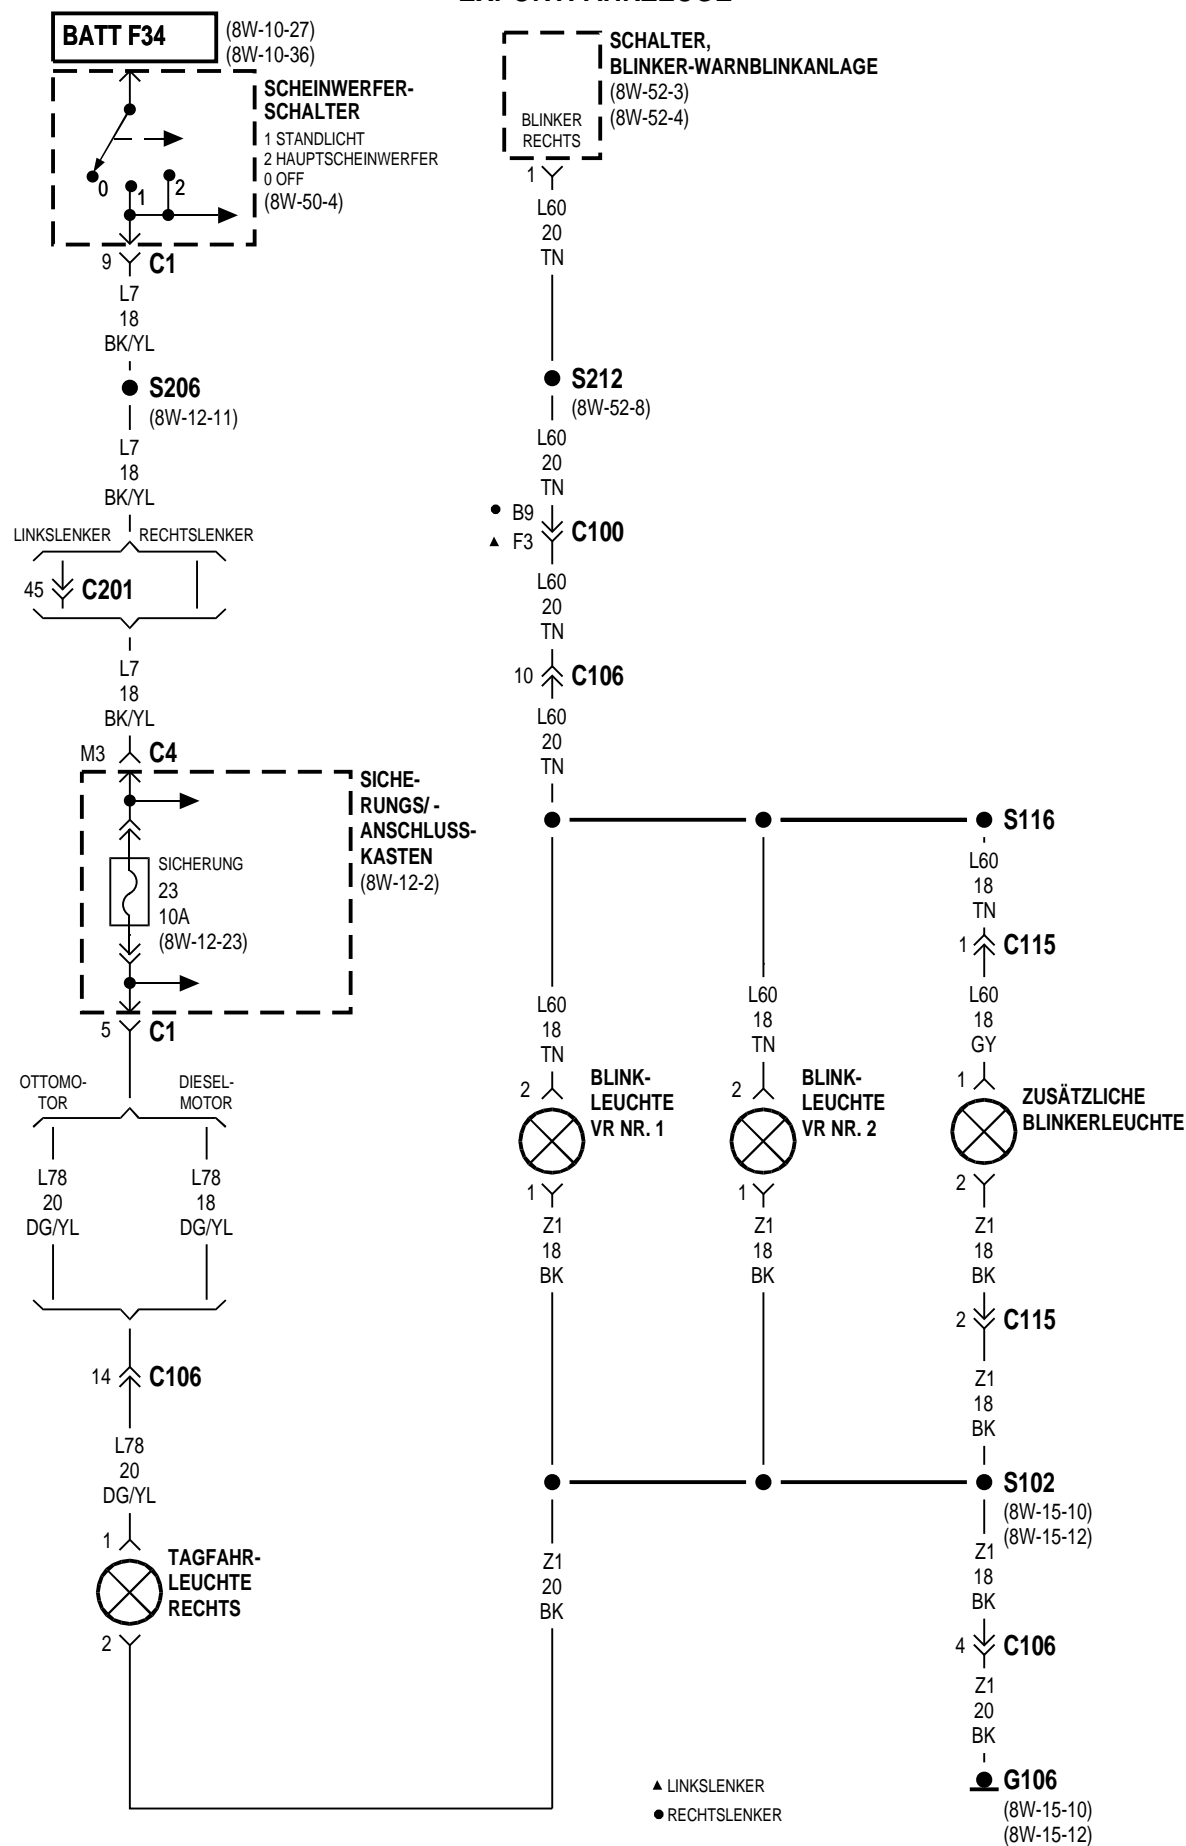 BATT F34
(8W-10-27)
(8W-10-36)
SCHEINWERFER-
SCHALTER
1 STANDLICHT
2 HAUPTSCHEINWERFER
0 OFF
(8W-50-4)
0
1
2
9
C1
L7
18
BK/YL
S206
(8W-12-11)
L7
18
BK/YL
LINKSLENKER
RECHTSLENKER
45
C201
L7
18
BK/YL
M3
C4
SICHE-
RUNGS/ -
ANSCHLUSS-
KASTEN
(8W-12-2)
SICHERUNG
23
10A
(8W-12-23)
5
C1
OTTOMO-
TOR
DIESEL-
MOTOR
L78
20
DG/YL
L78
18
DG/YL
14
C106
L78
20
DG/YL
1
TAGFAHR-
LEUCHTE
RECHTS
2
SCHALTER,
BLINKER-WARNBLINKANLAGE
(8W-52-3)
(8W-52-4)
BLINKER
RECHTS
1
L60
20
TN
S212
(8W-52-8)
L60
20
TN
● B9
▲ F3
C100
L60
20
TN
10
C106
L60
20
TN
S116
L60
18
TN
1
C115
L60
18
TN
L60
18
TN
L60
18
GY
2
BLINK-
LEUCHTE
VR NR. 1
2
BLINK-
LEUCHTE
VR NR. 2
1
ZUSÄTZLICHE
BLINKERLEUCHTE
1
Z1
18
BK
1
Z1
18
BK
2
Z1
18
BK
2
C115
Z1
18
BK
S102
(8W-15-10)
(8W-15-12)
Z1
20
BK
Z1
18
BK
4
C106
Z1
20
BK
G106
(8W-15-10)
(8W-15-12)
▲ LINKSLENKER
● RECHTSLENKER